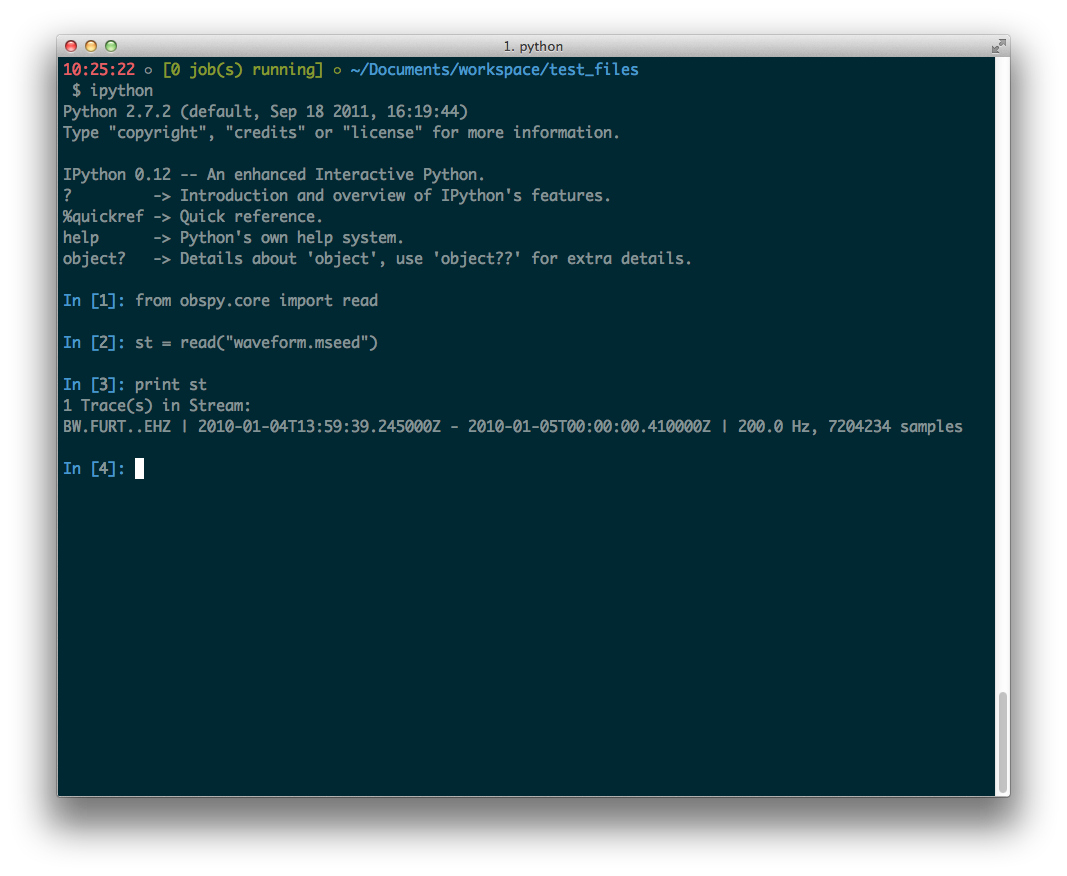 1. python
10:25:22 ○ [0 job(s) running] ○ ~/Documents/workspace/test_files
$ ipython
Python 2.7.2 (default, Sep 18 2011, 16:19:44)
Type "copyright", "credits" or "license" for more information.
IPython 0.12 -- An enhanced Interactive Python.
?         -> Introduction and overview of IPython's features.
%quickref -> Quick reference.
help      -> Python's own help system.
object?   -> Details about 'object', use 'object??' for extra details.
In [1]: from obspy.core import read
In [2]: st = read("waveform.mseed")
In [3]: print st
1 Trace(s) in Stream:
BW.FURT..EHZ | 2010-01-04T13:59:39.245000Z - 2010-01-05T00:00:00.410000Z | 200.0 Hz, 7204234 samples
In [4]: